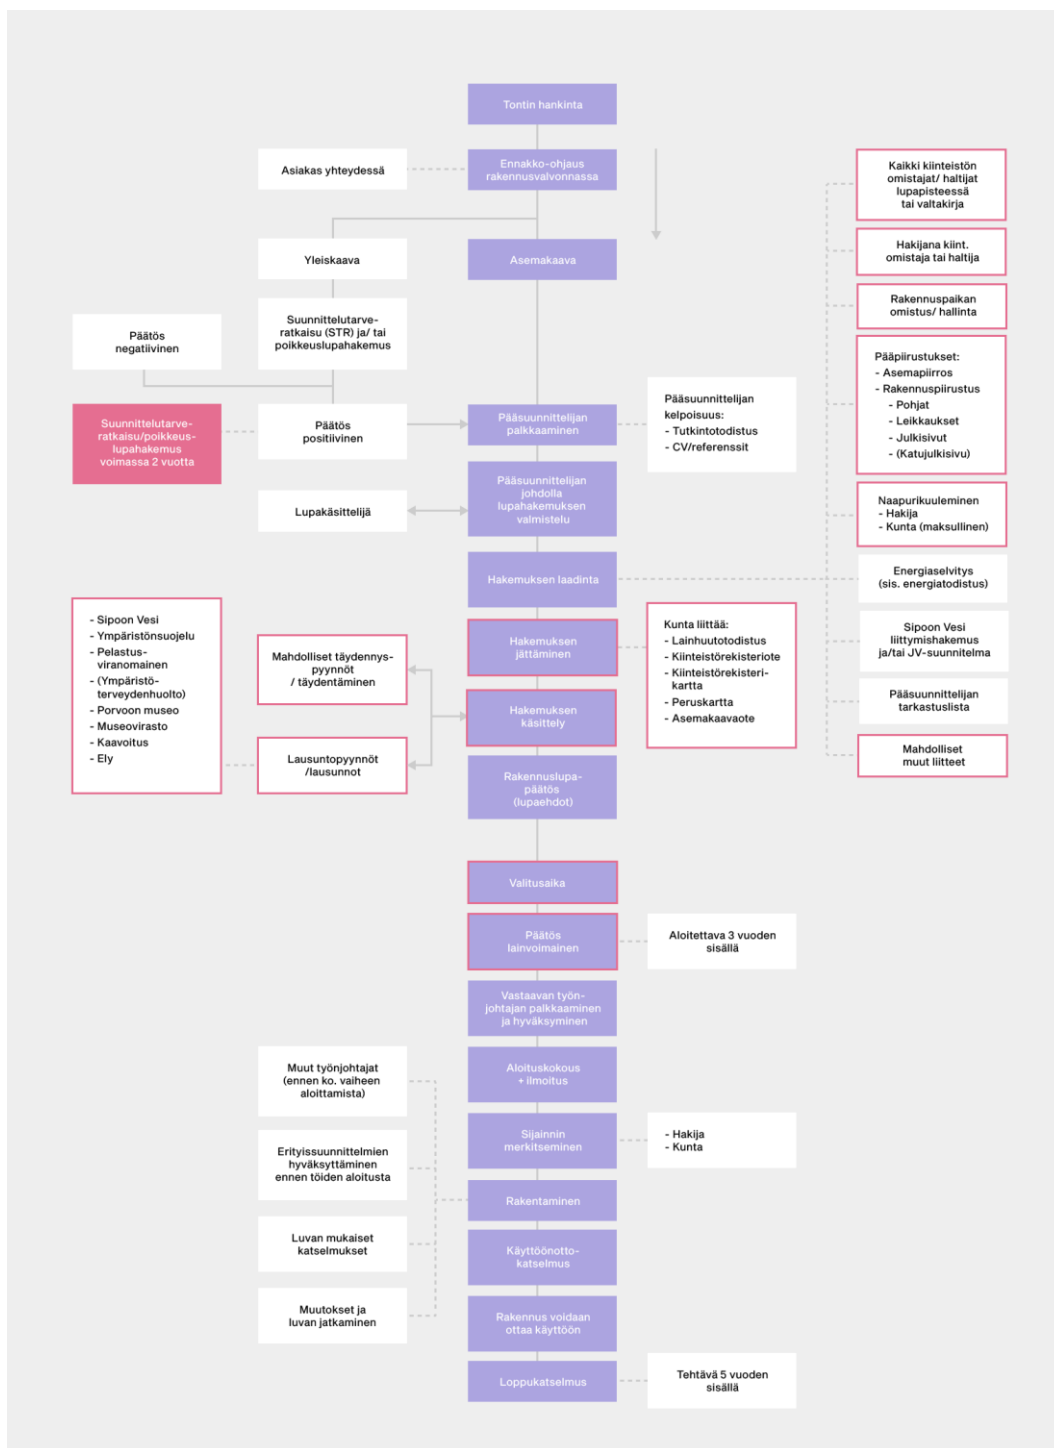 Tontin hankinta
Asiakas yhteydessä
Ennakko-ohjaus
rakennusvalvonnassa
Yleiskaava
Asemakaava
Suunnittelutarve-
ratkaisu (STR) ja/ tai
poikkeuslupahakemus
Päätös
negatiivinen
Suunnittelutarve-
ratkaisu/poikkeus-
lupahakemus
voimassa 2 vuotta
Päätös
positiivinen
Pääsuunnittelijan
palkkaaminen
Pääsuunnittelijan
kelpoisuus:
- Tutkintotodistus
- CV/referenssit
Lupakäsittelijä
Pääsuunnittelijan
johdolla
lupahakemuksen
valmistelu
Hakemuksen laadinta
Kaikki kiinteistön
omistajat/ haltijat
lupapisteessä
tai valtakirja
Hakijana kiint.
omistaja tai haltija
Rakennuspaikan
omistus/ hallinta
Pääpiirustukset:
- Asemapiirros
- Rakennuspiirustus
- Pohjat
- Leikkaukset
- Julkisivut
- (Katujulkisivu)
Naapurikuuleminen
- Hakija
- Kunta (maksullinen)
Energiaselvitys
(sis. energiatodistus)
Sipoon Vesi
liittymishakemus
ja/tai JV-suunnitelma
Pääsuunnittelijan
tarkastuslista
Mahdolliset
muut liitteet
Hakemuksen
jättäminen
Kunta liittää:
- Lainhuutotodistus
- Kiinteistörekisteriote
- Kiinteistörekisteri-
kartta
- Peruskartta
- Asemakaavaote
- Sipoon Vesi
- Ympäristönsuojelu
- Pelastus-
viranomainen
- (Ympäristö-
terveydenhuolto)
- Porvoon museo
- Museovirasto
- Kaavoitus
- Ely
Mahdolliset täydennys-
pyynnöt
/ täydentäminen
Lausuntopyynnöt
/lausunnot
Hakemuksen
käsittely
Rakennuslupa-
päätös
(lupaehdot)
Valitusaika
Päätös
lainvoimainen
Aloitettava 3 vuoden
sisällä
Vastaavan työn-
johtajan palkkaaminen
ja hyväksyminen
Aloituskokous
+ ilmoitus
Sijainnin
merkitseminen
- Hakija
- Kunta
Rakentaminen
Muut työnjohtajat
(ennen ko. vaiheen
aloittamista)
Erityissuunnittelmien
hyväksyttäminen
ennen töiden aloitusta
Luvan mukaiset
katselmukset
Muutokset ja
luvan jatkaminen
Käyttöönotto-
katselmus
Rakennus voidaan
ottaa käyttöön
Loppukatselmus
Tehtävä 5 vuoden
sisällä